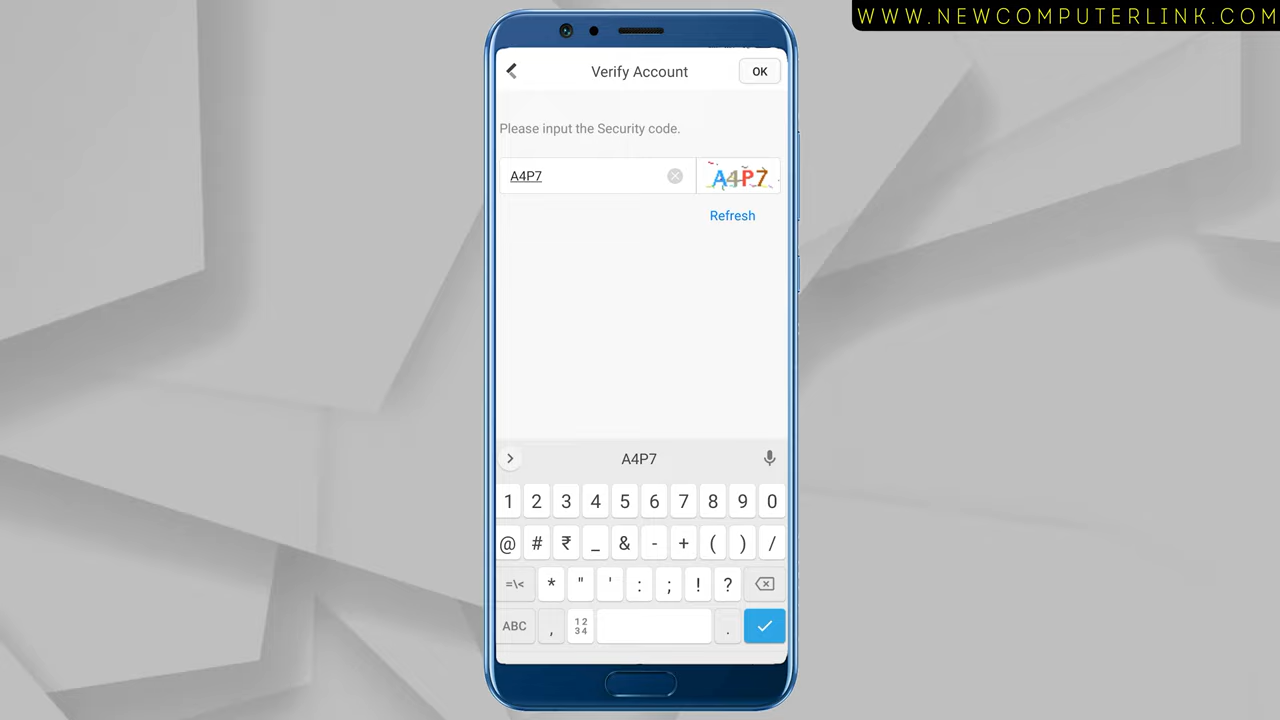 WWW.NEWCOMPUTERLINK.COM
Verify Account
OK
Please input the Security code.
A4P7
A4P7
Refresh
A4P7
1 2 3 4 5 6 7 8 9 0
@ # ₹ _ & - + ( ) /
=\< * " ' : ; ! ?
ABC , 12 34 .